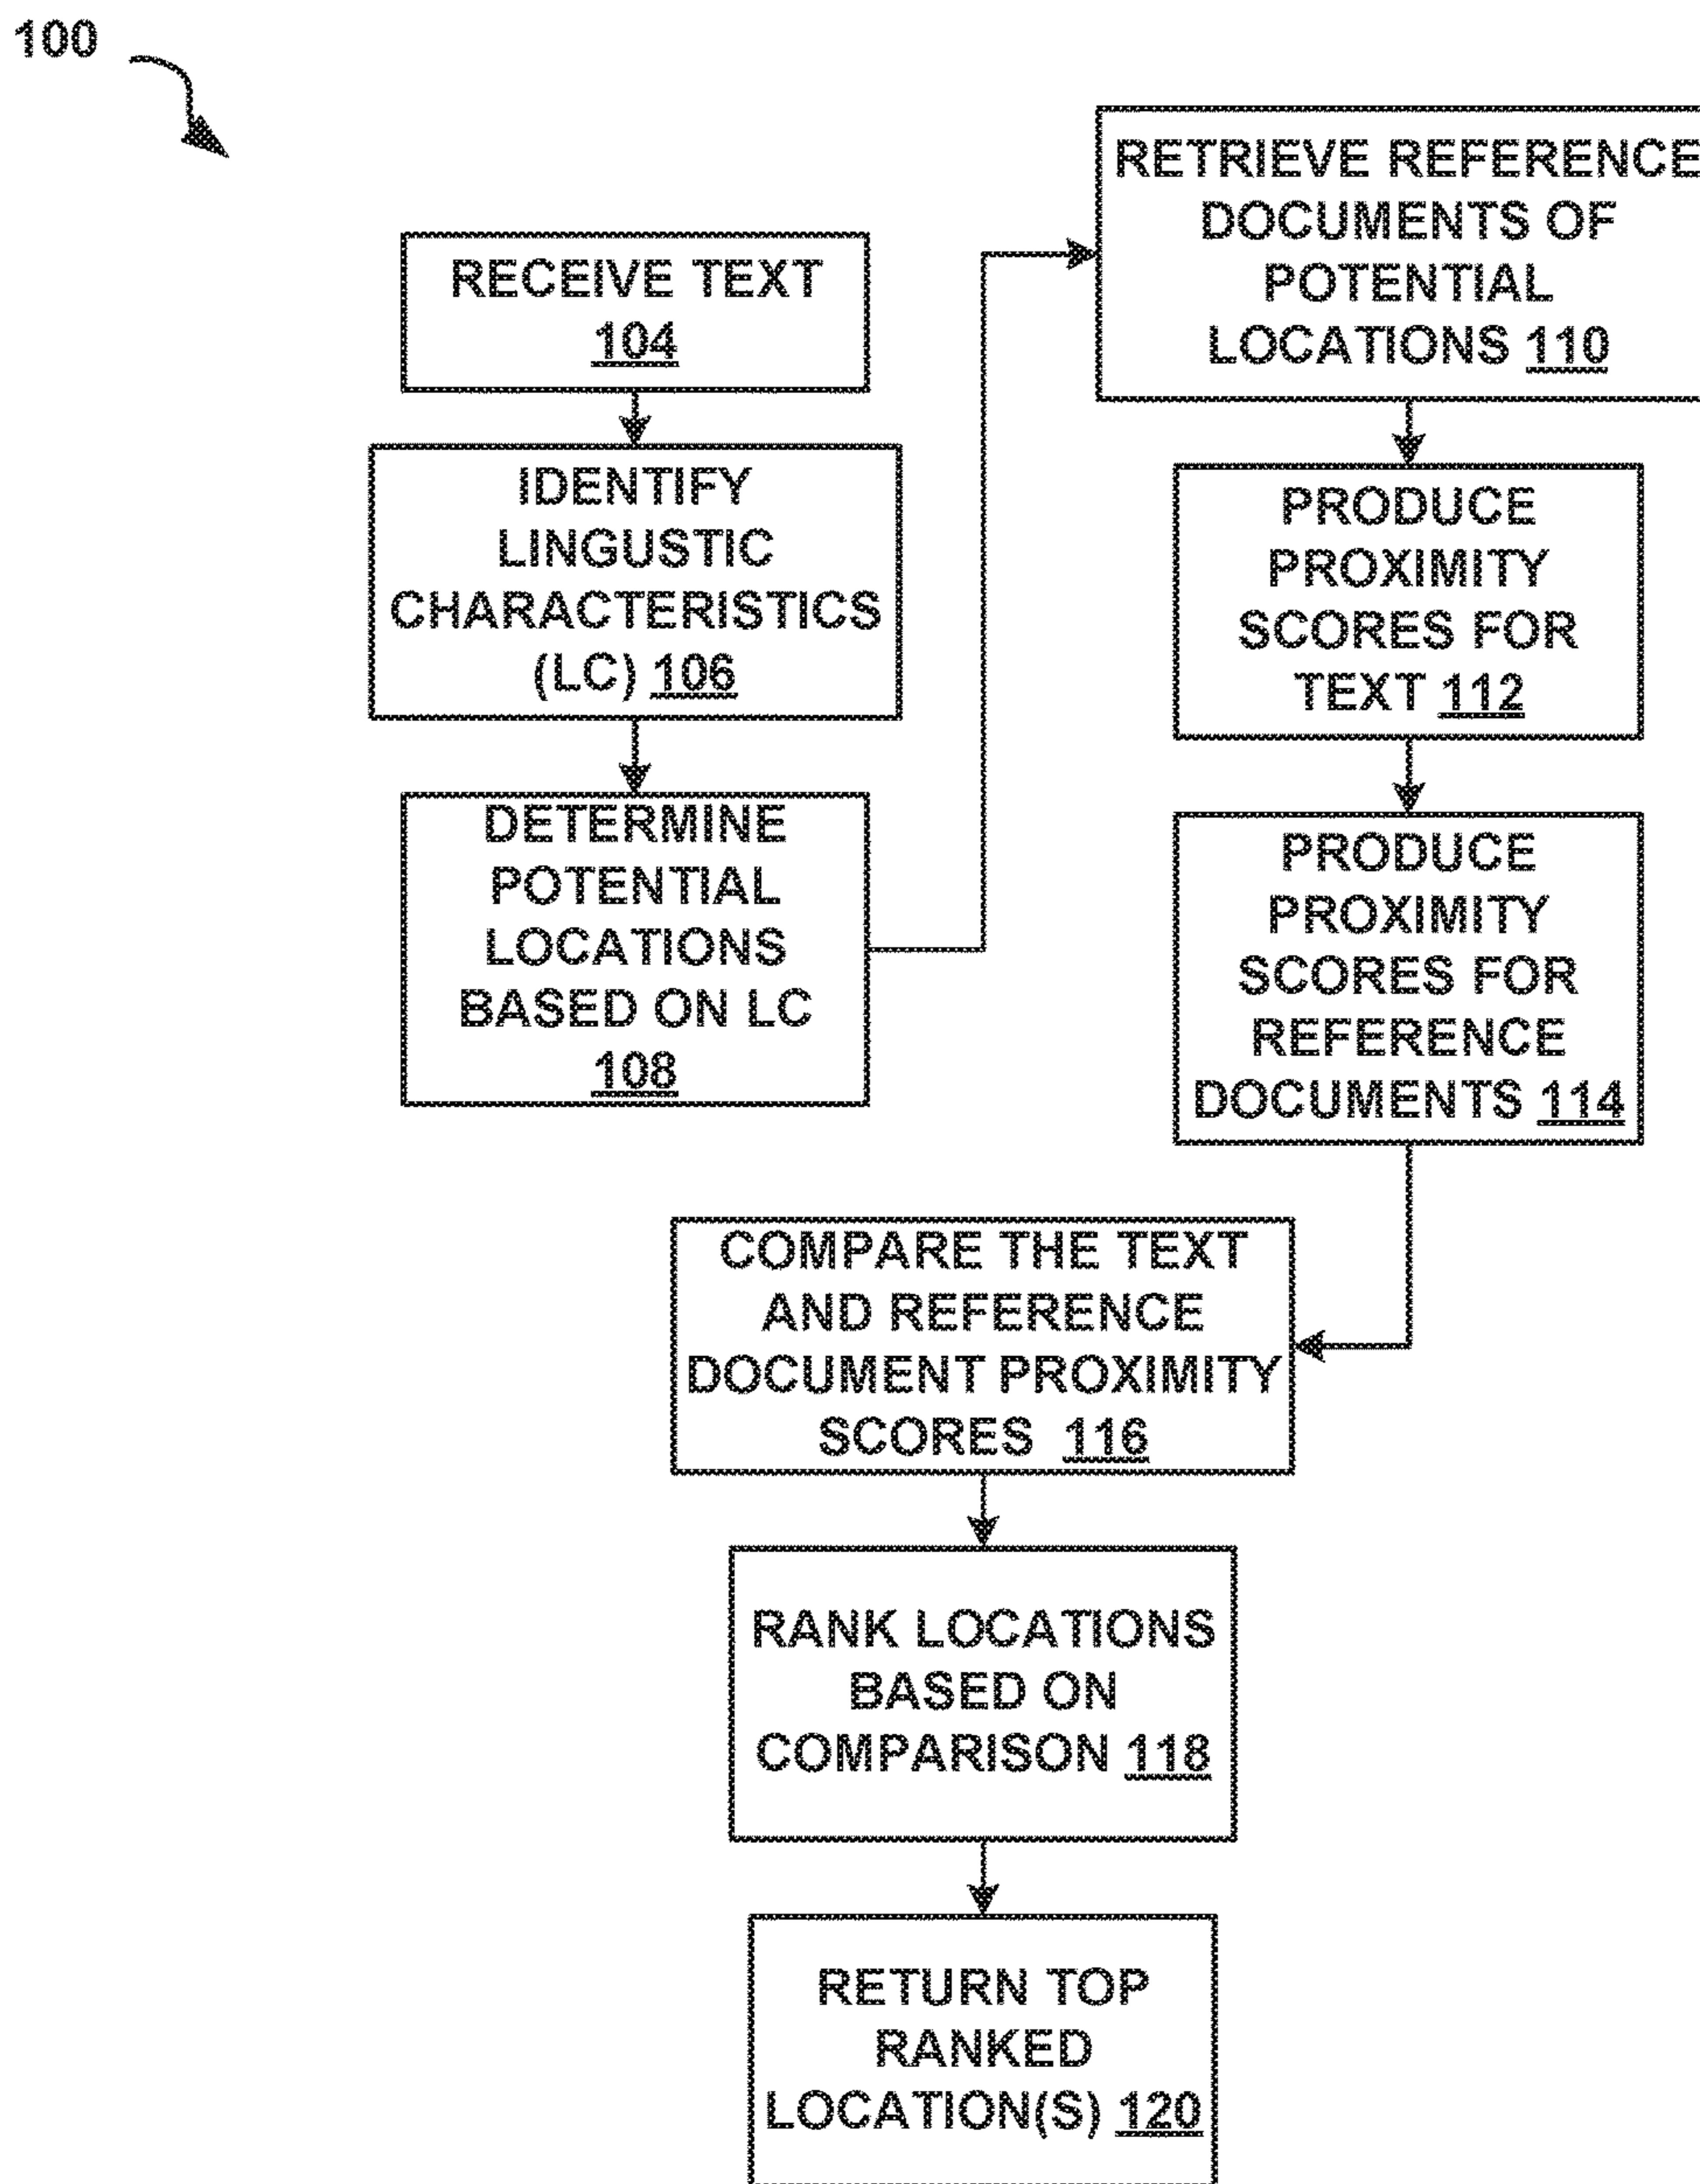 100
RECEIVE TEXT
104
IDENTIFY
LINGUSTIC
CHARACTERISTICS
(LC) 106
DETERMINE
POTENTIAL
LOCATIONS
BASED ON LC
108
RETRIEVE REFERENCE
DOCUMENTS OF
POTENTIAL
LOCATIONS 110
PRODUCE
PROXIMITY
SCORES FOR
TEXT 112
PRODUCE
PROXIMITY
SCORES FOR
REFERENCE
DOCUMENTS 114
COMPARE THE TEXT
AND REFERENCE
DOCUMENT PROXIMITY
SCORES 116
RANK LOCATIONS
BASED ON
COMPARISON 118
RETURN TOP
RANKED
LOCATION(S) 120